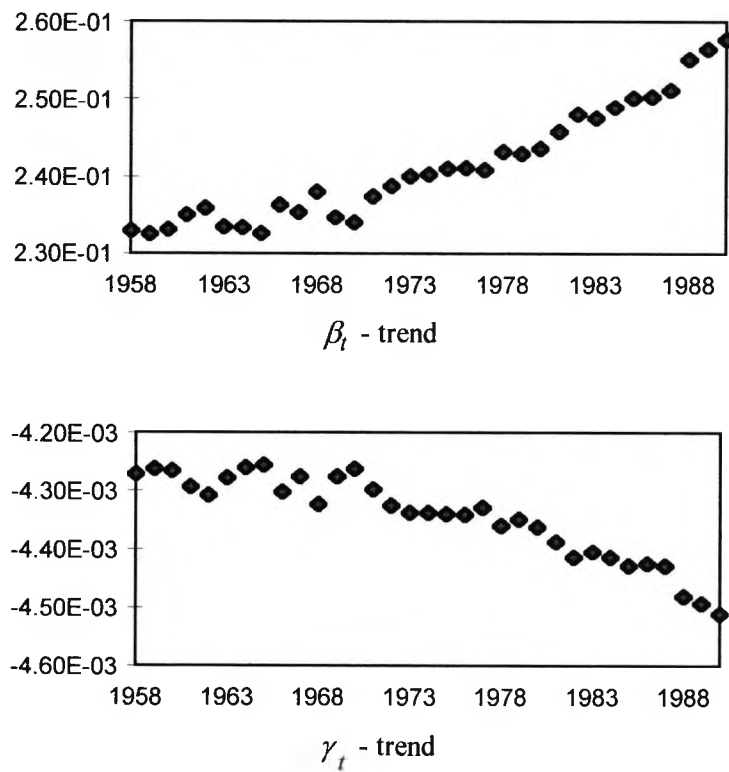 2.60E-01
2.50E-01
2.40E-01
2.30E-01
1958 1963 1968 1973 1978 1983 1988
β_t - trend
-4.20E-03
-4.30E-03
-4.40E-03
-4.50E-03
-4.60E-03
1958 1963 1968 1973 1978 1983 1988
γ_t - trend